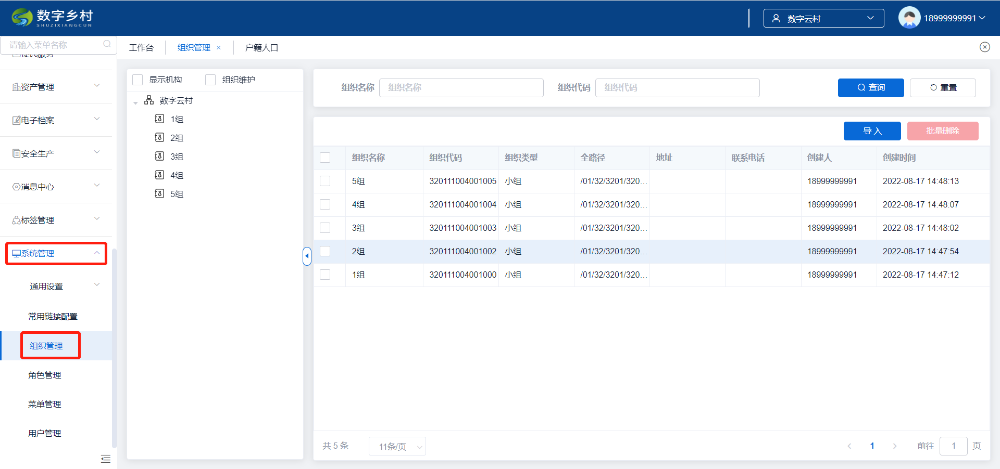 数字乡村
SHUZIXIANGCUN
数字云村
18999999991
请输入菜单名称
便民服务
资产管理
电子档案
安全生产
消息中心
标签管理
系统管理
通用设置
常用链接配置
组织管理
角色管理
菜单管理
用户管理
工作台
组织管理 ×
户籍人口
显示机构 组织维护
数字云村
1组
2组
3组
4组
5组
组织名称 组织名称 组织代码 组织代码 查询 重置
导入 批量删除
组织名称 组织代码 组织类型 全路径 地址 联系电话 创建人 创建时间
5组 320111004001005 小组 /01/32/3201/320... 18999999991 2022-08-17 14:48:13
4组 320111004001004 小组 /01/32/3201/320... 18999999991 2022-08-17 14:48:07
3组 320111004001003 小组 /01/32/3201/320... 18999999991 2022-08-17 14:48:02
2组 320111004001002 小组 /01/32/3201/320... 18999999991 2022-08-17 14:47:54
1组 320111004001000 小组 /01/32/3201/320... 18999999991 2022-08-17 14:47:12
共 5 条 11条/页 1 前往 1 页